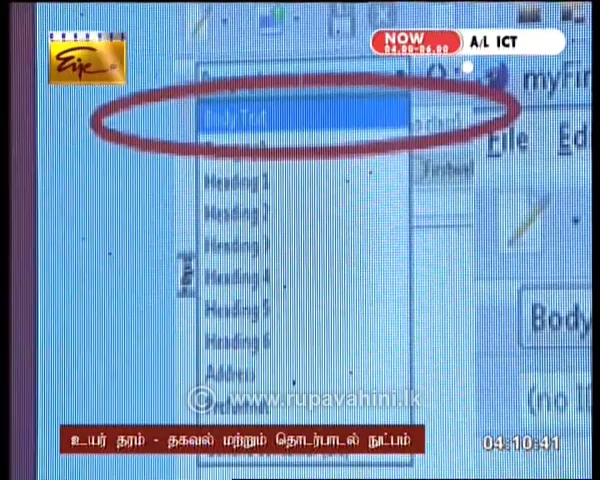 NOW
04.00-06.00
A/L ICT
myFir
File Ed
Body Text
Heading 1
Heading 2
Heading 3
Heading 4
Heading 5
Heading 6
Address
Body
(no I
© www.rupavahini.lk
உயர் தரம் - தகவல் மற்றும் தொடர்பாடல் நுட்பம்
04:10:41